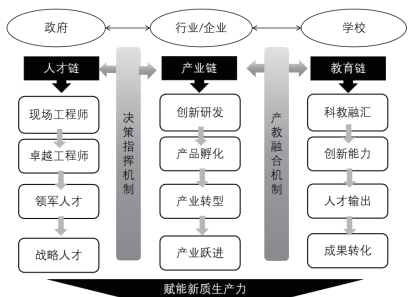 政府
行业/企业
学校
人才链
产业链
教育链
现场工程师
创新研发
科教融汇
卓越工程师
产品孵化
创新能力
领军人才
产业转型
人才输出
战略人才
产业跃进
成果转化
决策指挥机制
产教融合机制
赋能新质生产力